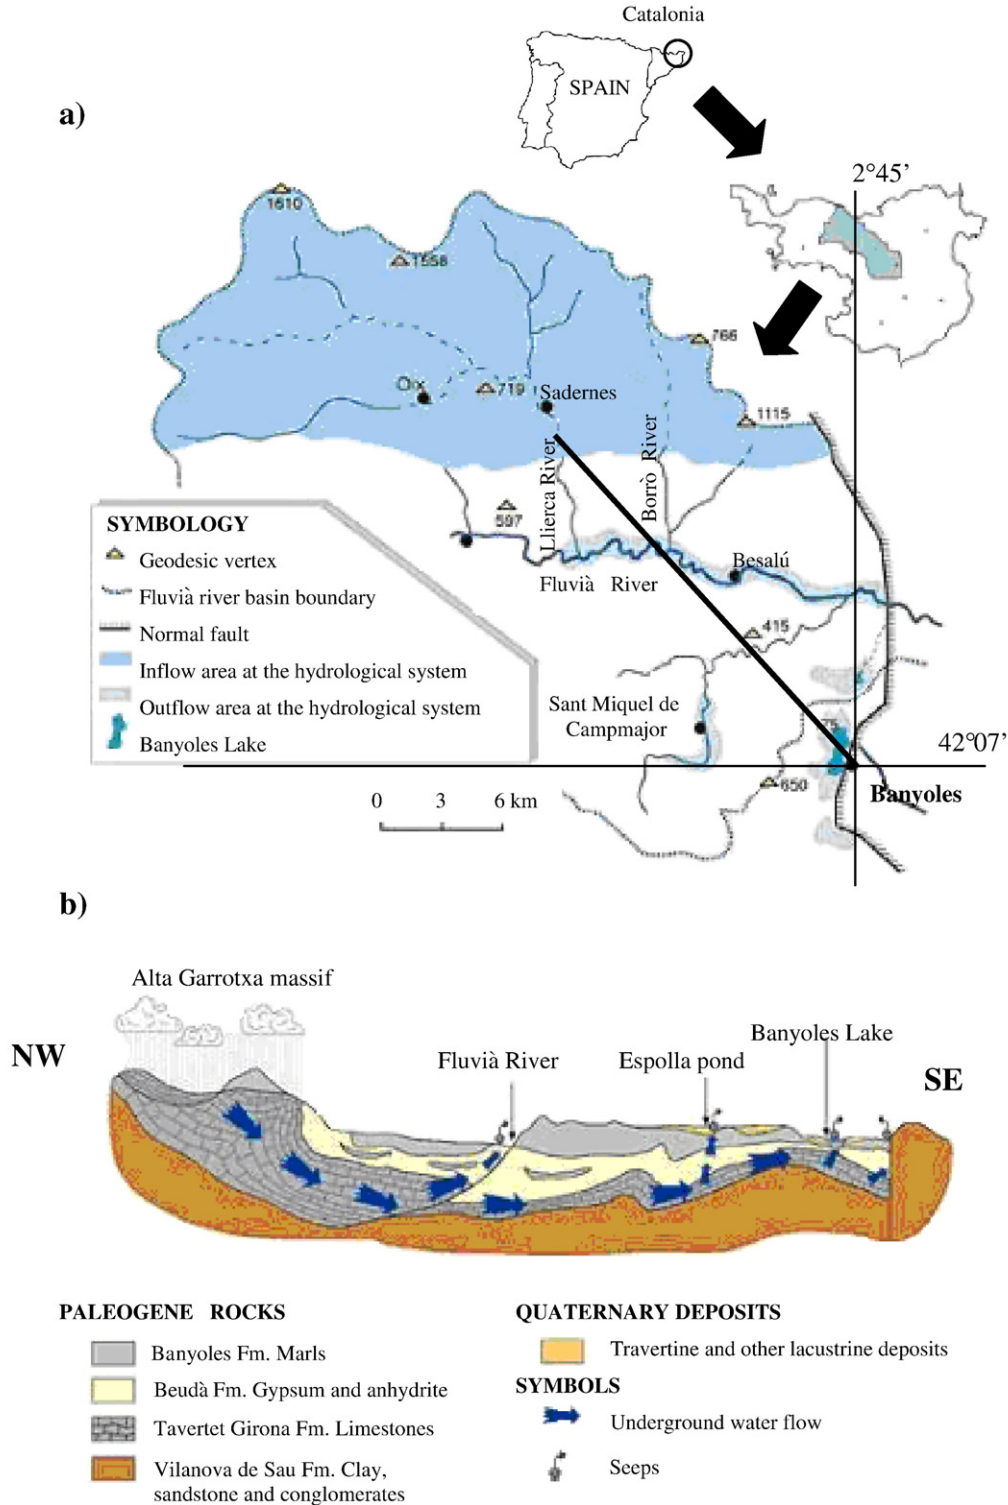 Catalonia
SPAIN
a)
2°45’
1610
1558
766
Oix
719
Sadernes
1115
Llierca River
Borrò River
597
SYMBOLOGY
Geodesic vertex
Fluvià river basin boundary
Normal fault
Inflow area at the hydrological system
Outflow area at the hydrological system
Banyoles Lake
Fluvià River
Besalú
415
Sant Miquel de
Campmajor
75
42°07’
650
Banyoles
0 3 6 km
b)
Alta Garrotxa massif
NW
Fluvià River
Espolla pond
Banyoles Lake
SE
PALEOGENE ROCKS
Banyoles Fm. Marls
Beudà Fm. Gypsum and anhydrite
Tavertet Girona Fm. Limestones
Vilanova de Sau Fm. Clay,
sandstone and conglomerates
QUATERNARY DEPOSITS
Travertine and other lacustrine deposits
SYMBOLS
Underground water flow
Seeps